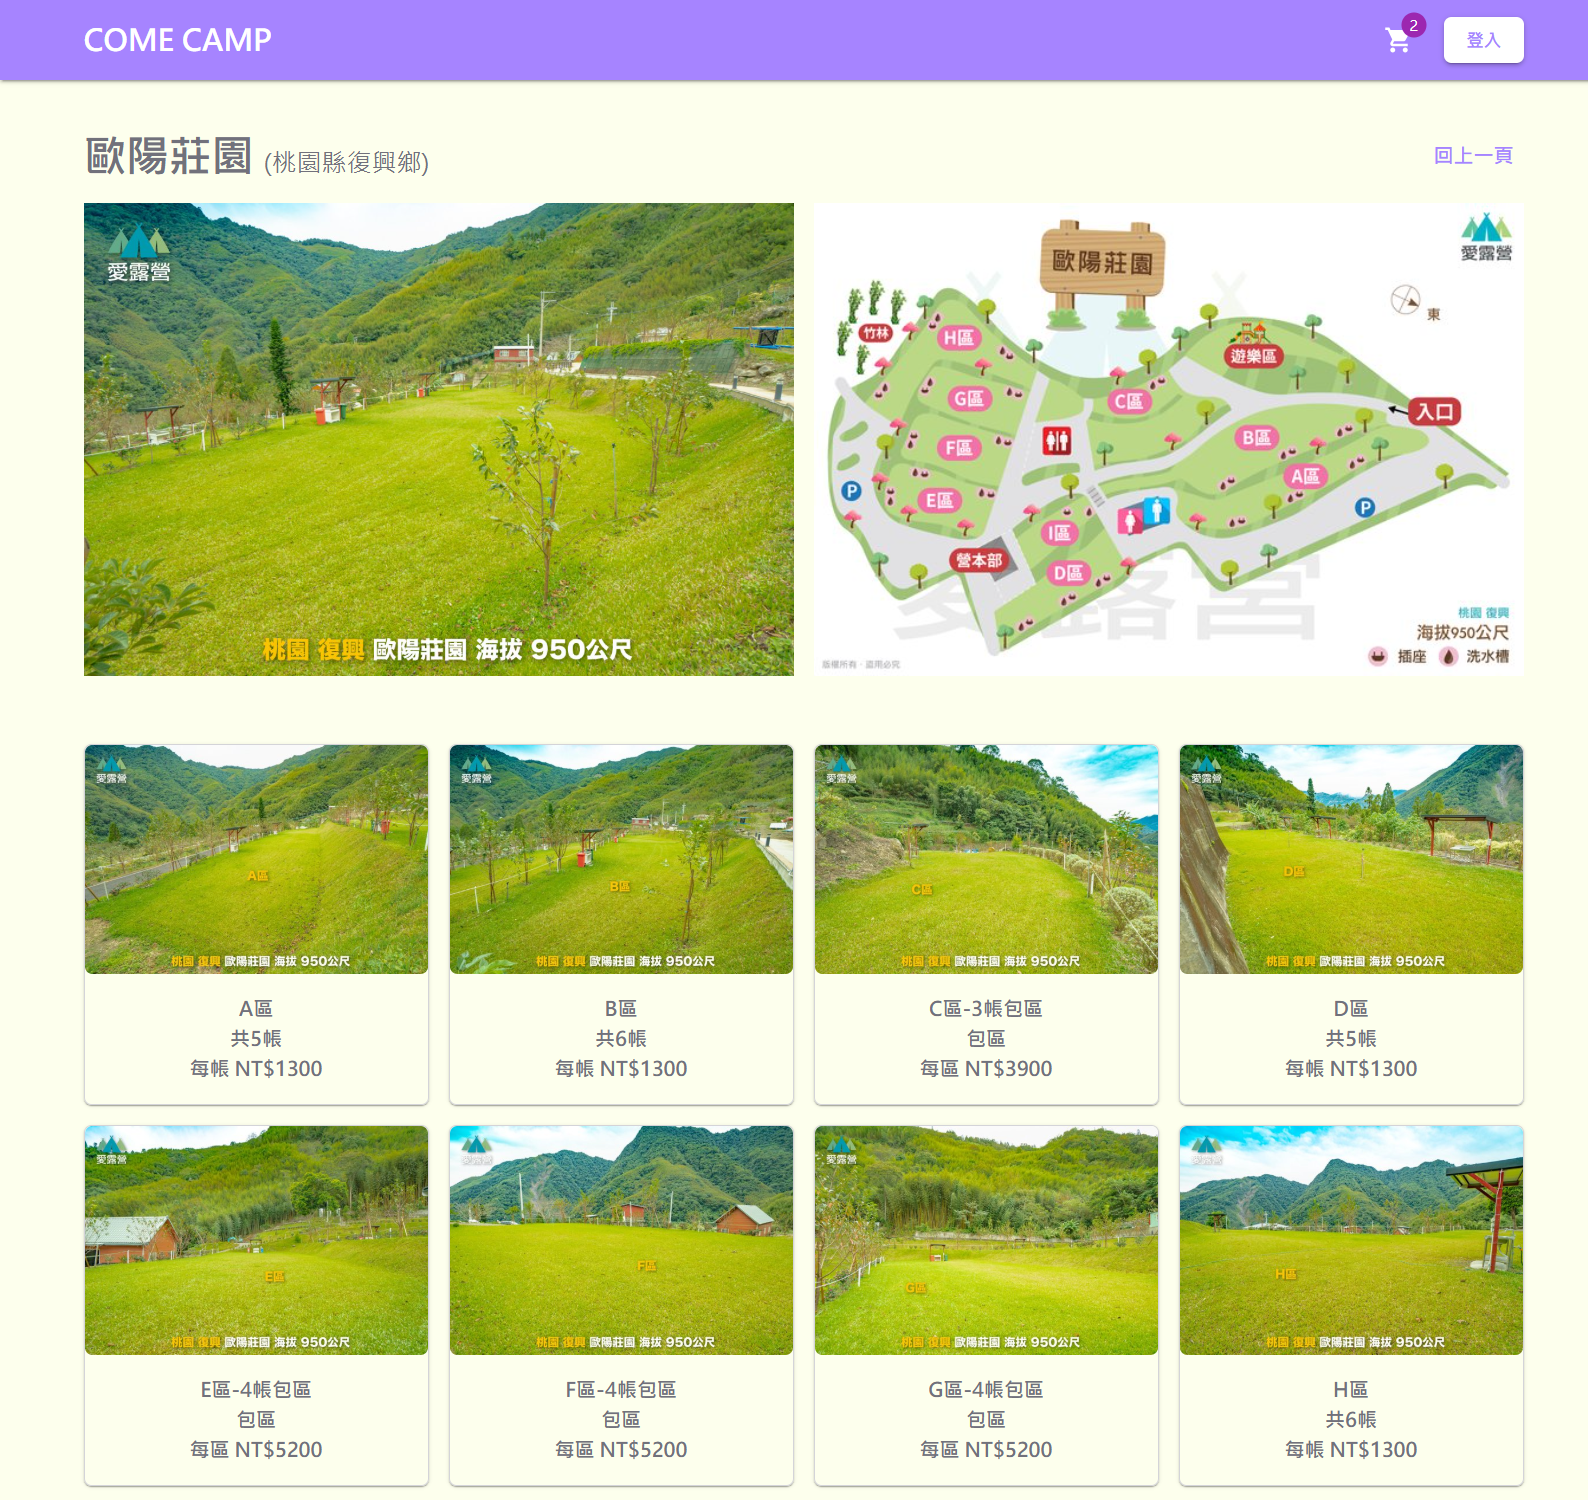 COME CAMP
2
登入
歐陽莊園 (桃園縣復興鄉)
回上一頁
愛露營
桃園 復興 歐陽莊園 海拔 950公尺
歐陽莊園
愛露營
東
竹林
H區
遊樂區
G區
C區
入口
B區
F區
A區
P
E區
P
I區
營本部
D區
愛露營
桃園 復興
海拔950公尺
插座 洗水槽
版權所有·盜用必究
愛露營
A區
桃園 復興 歐陽莊園 海拔 950公尺
A區
共5帳
每帳 NT$1300
愛露營
B區
桃園 復興 歐陽莊園 海拔 950公尺
B區
共6帳
每帳 NT$1300
愛露營
C區
桃園 復興 歐陽莊園 海拔 950公尺
C區-3帳包區
包區
每區 NT$3900
愛露營
D區
桃園 復興 歐陽莊園 海拔 950公尺
D區
共5帳
每帳 NT$1300
愛露營
E區
桃園 復興 歐陽莊園 海拔 950公尺
E區-4帳包區
包區
每區 NT$5200
愛露營
F區
桃園 復興 歐陽莊園 海拔 950公尺
F區-4帳包區
包區
每區 NT$5200
愛露營
G區
桃園 復興 歐陽莊園 海拔 950公尺
G區-4帳包區
包區
每區 NT$5200
愛露營
H區
桃園 復興 歐陽莊園 海拔 950公尺
H區
共6帳
每帳 NT$1300